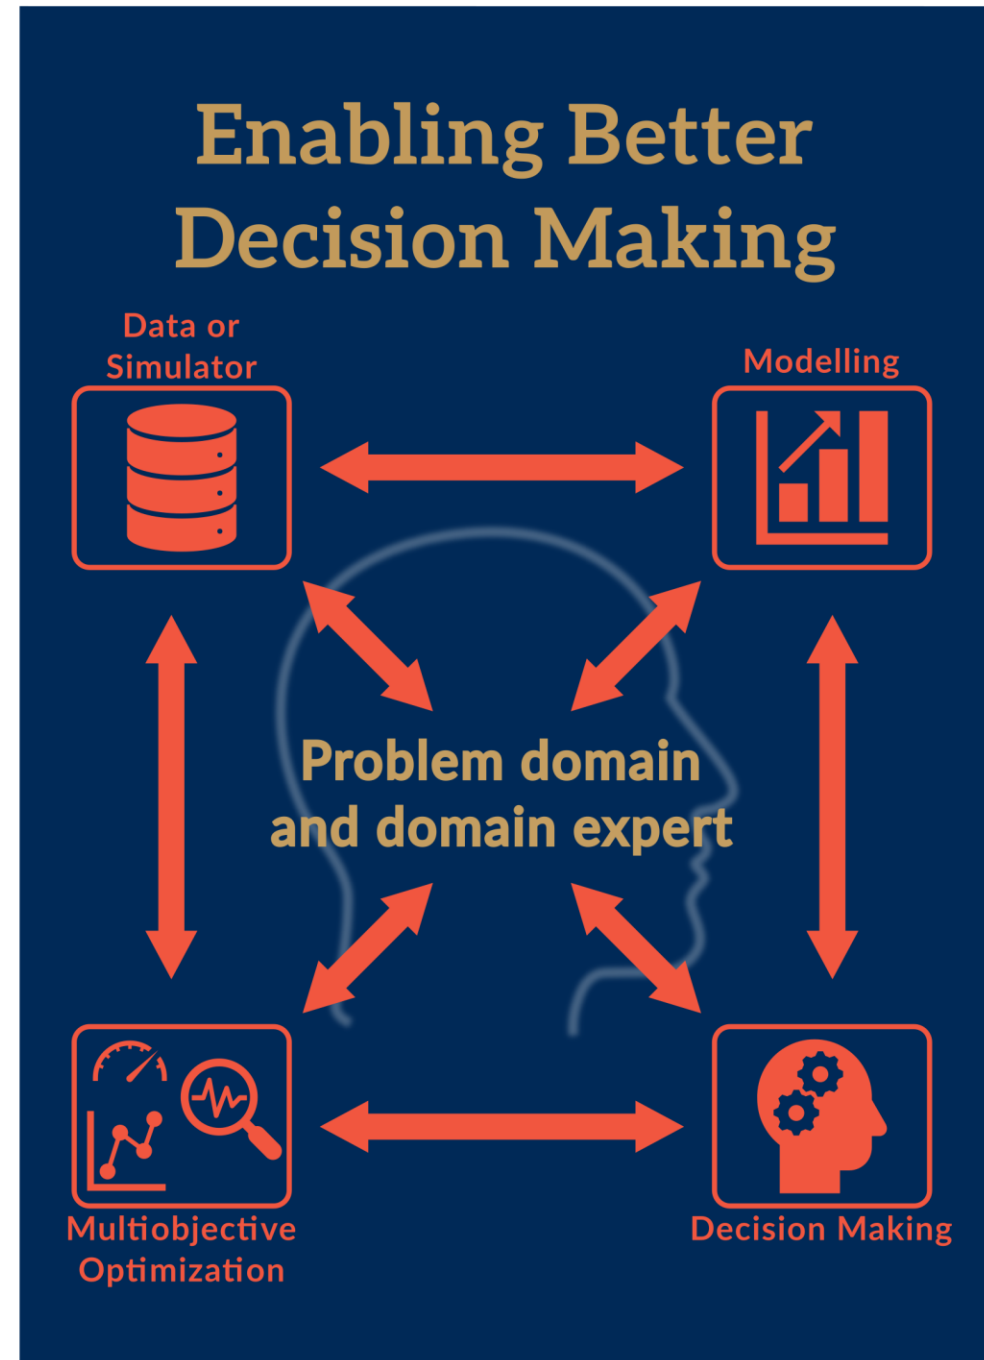 Enabling Better
Decision Making
Data or
Simulator
Modelling
Problem domain
and domain expert
Multiobjective
Optimization
Decision Making